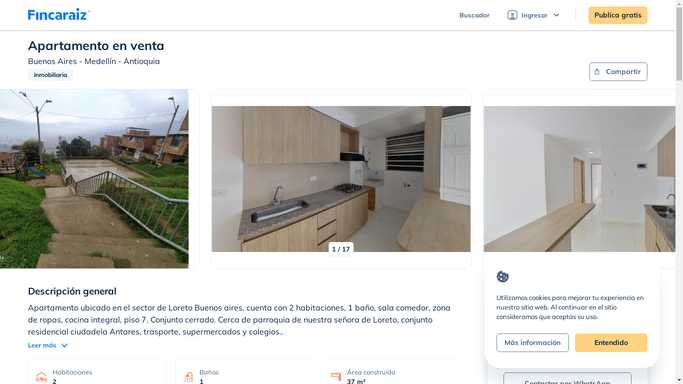 Fincaraiz
Buscador
Ingresar
Publica gratis
Apartamento en venta
Buenos Aires - Medellín - Antioquia
Inmobiliaria
Compartir
1 / 17
Descripción general
Apartamento ubicado en el sector de Loreto Buenos aires, cuenta con 2 habitaciones, 1 baño, sala comedor, zona
de ropas, cocina integral, piso 7. Conjunto cerrado. Cerca de parroquia de nuestra señora de Loreto, conjunto
residencial ciudadela Antares, trasporte, supermercados y colegios..
Leer más
Habitaciones
2
Baños
1
Área construida
37 m²
Utilizamos cookies para mejorar tu experiencia en
nuestro sitio web. Al continuar en el sitio
consideramos que aceptas su uso.
Más información
Entendido
Contactar por WhatsApp